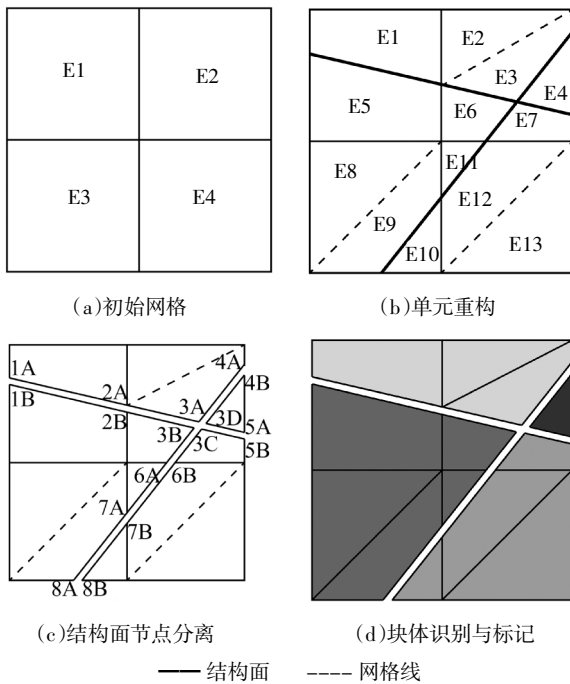 E1
E2
E3
E4
(a)初始网格
E1
E2
E3
E4
E5
E6
E7
E8
E11
E12
E9
E10
E13
(b)单元重构
1A
1B
2A
2B
3A
3B
3C
3D
4A
4B
5A
5B
6A
6B
7A
7B
8A
8B
(c)结构面节点分离
(d)块体识别与标记
结构面
网格线